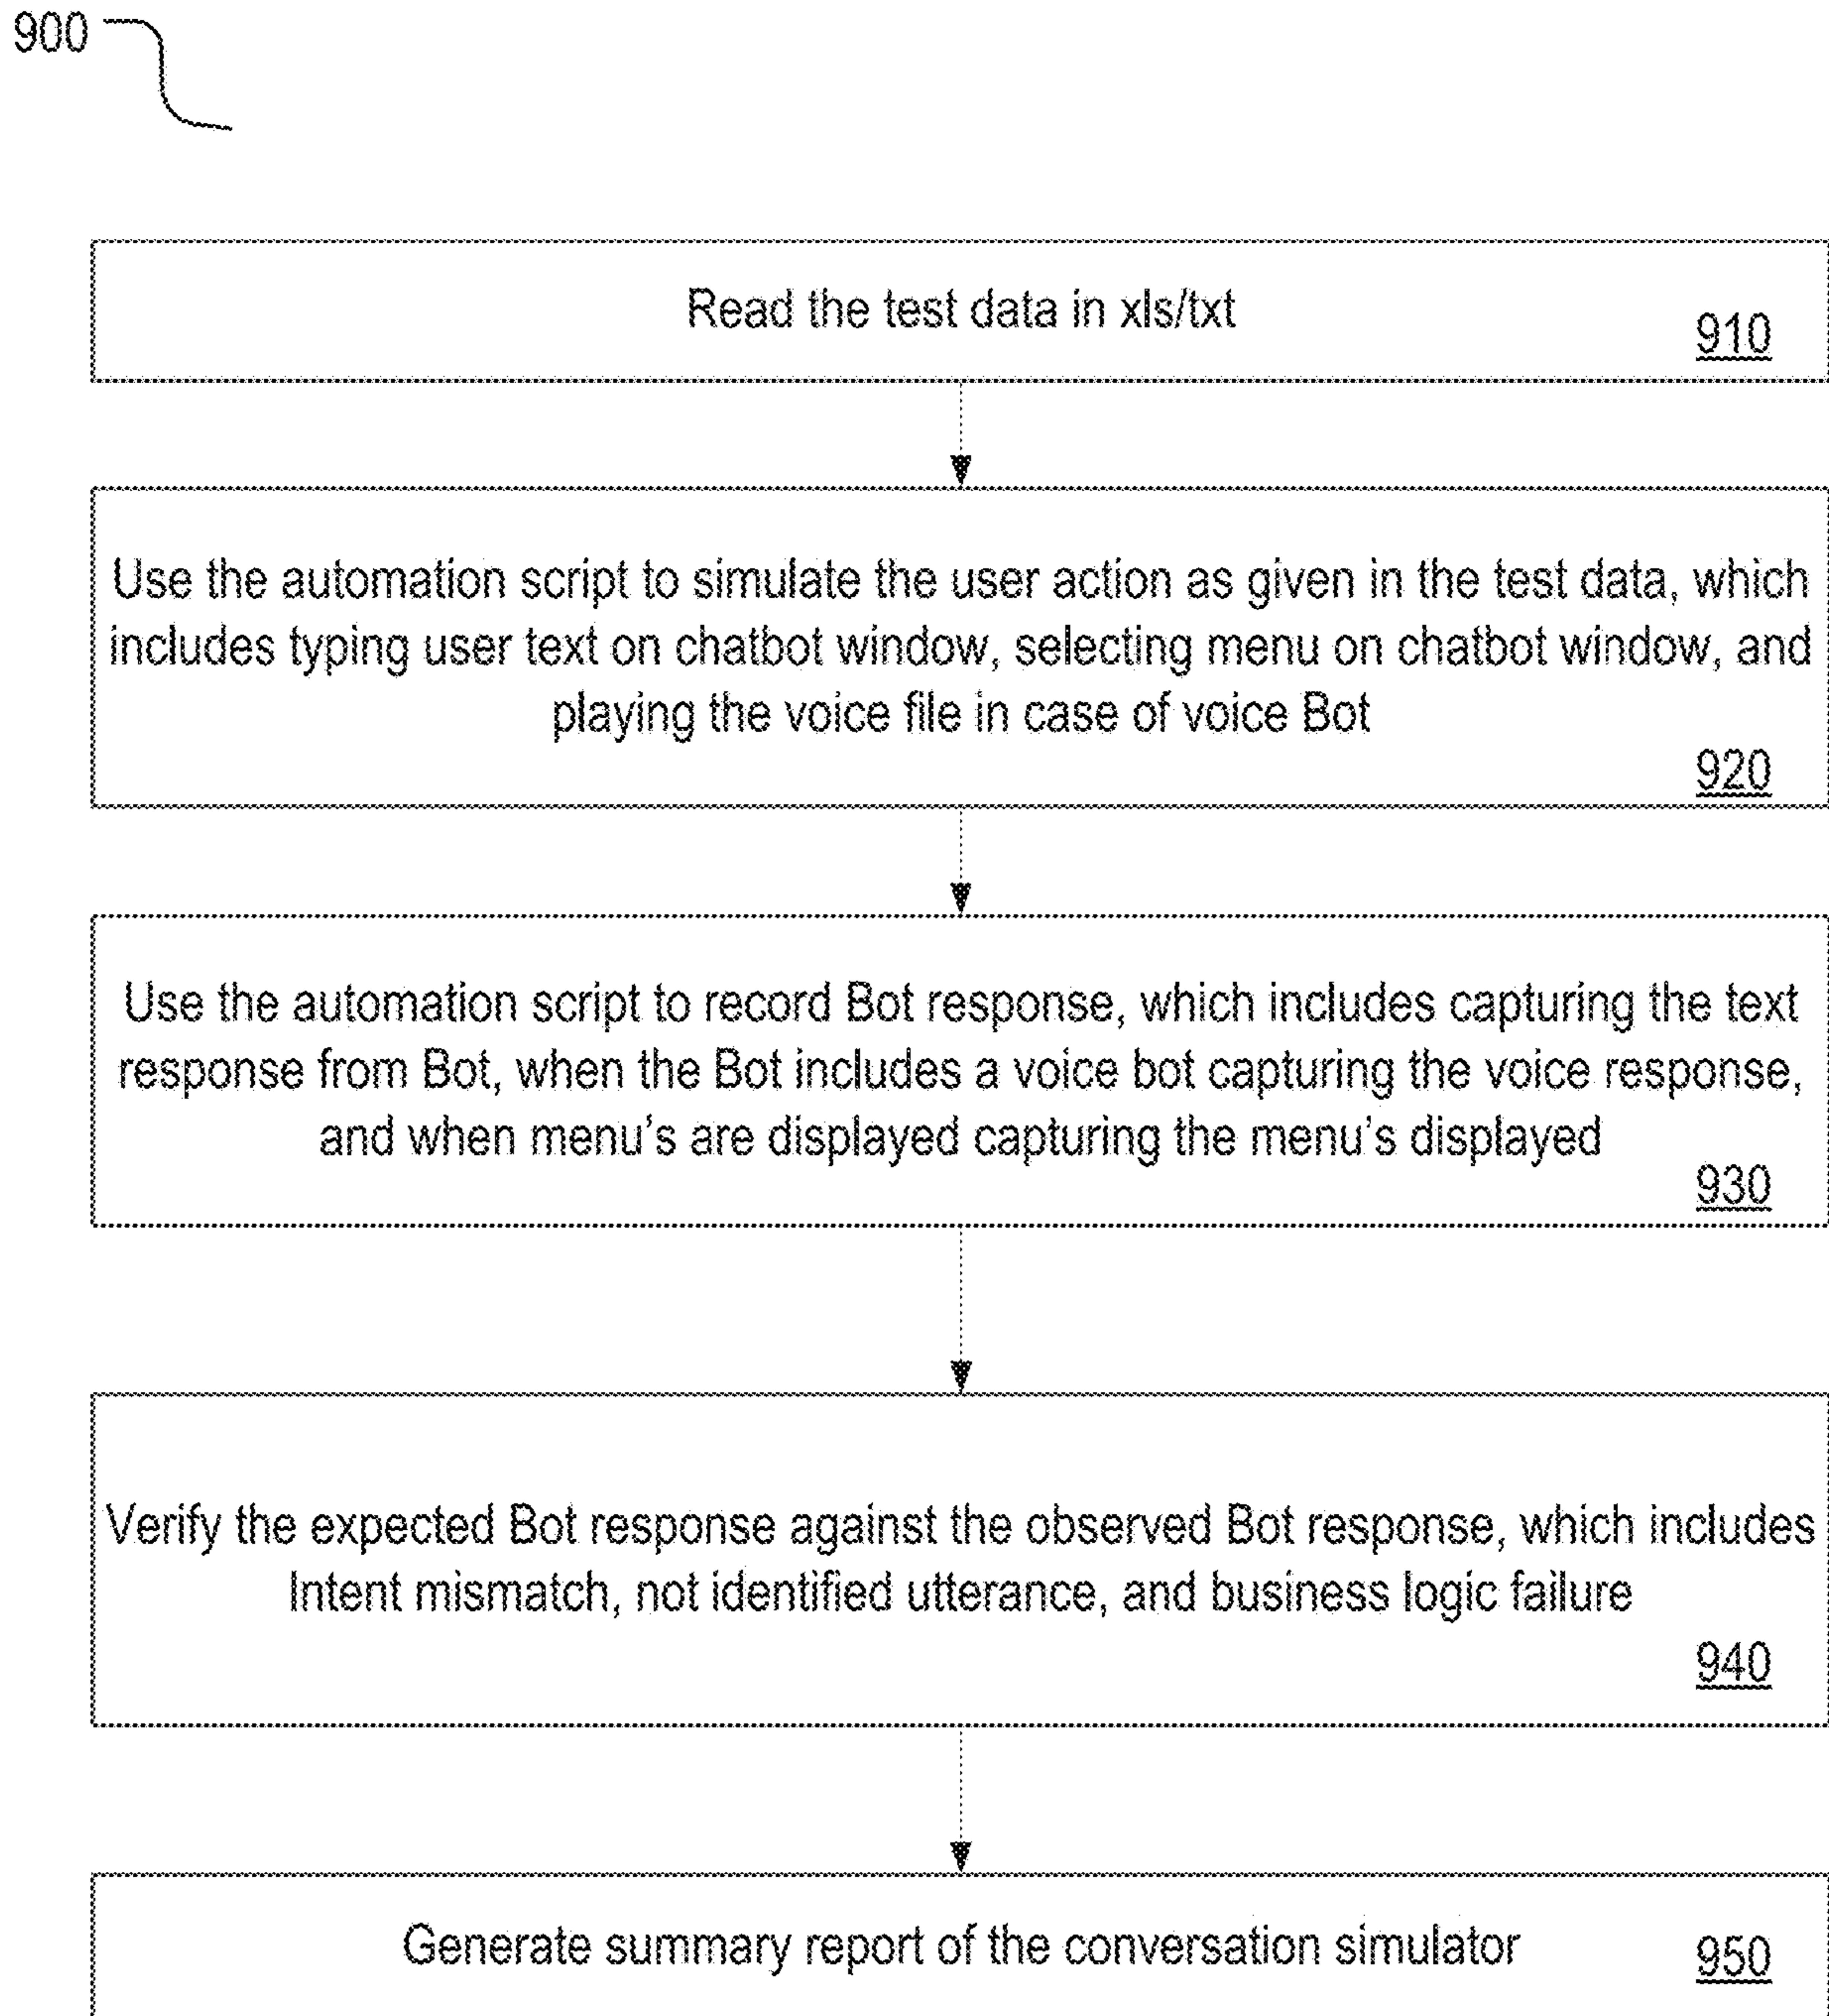 900
Read the test data in xls/txt
910
Use the automation script to simulate the user action as given in the test data, which
includes typing user text on chatbot window, selecting menu on chatbot window, and
playing the voice file in case of voice Bot
920
Use the automation script to record Bot response, which includes capturing the text
response from Bot, when the Bot includes a voice bot capturing the voice response,
and when menu's are displayed capturing the menu's displayed
930
Verify the expected Bot response against the observed Bot response, which includes
Intent mismatch, not identified utterance, and business logic failure
940
Generate summary report of the conversation simulator
950